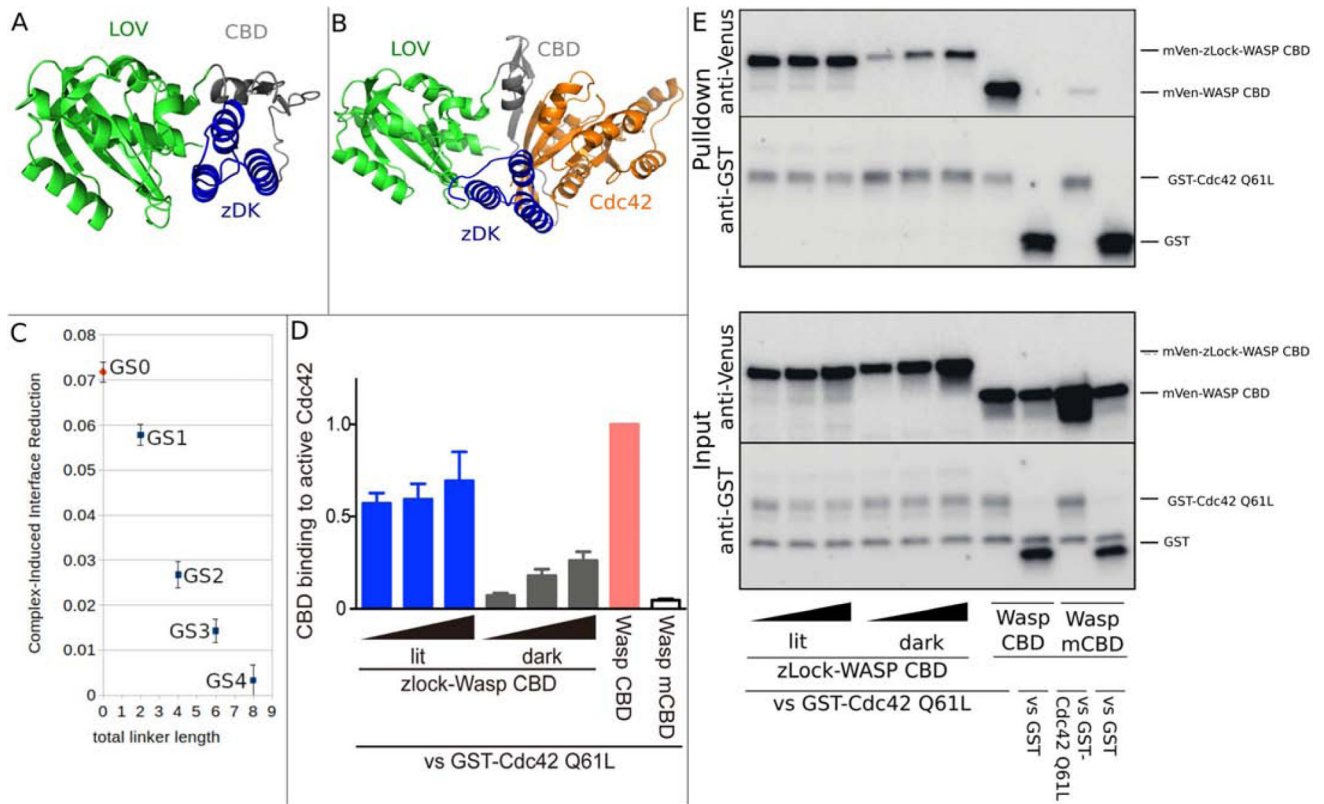 A
LOV
CBD
zDK
B
LOV
CBD
zDK
Cdc42
C
Complex-Induced Interface Reduction
0.08
0.07
0.06
0.05
0.04
0.03
0.02
0.01
0
GS0
GS1
GS2
GS3
GS4
0 1 2 3 4 5 6 7 8 9
total linker length
D
CBD binding to active Cdc42
1.0
0.5
0
lit
dark
zlock-Wasp CBD
Wasp CBD
Wasp mCBD
vs GST-Cdc42 Q61L
E
Pulldown
anti-Venus
anti-GST
mVen-zLock-WASP CBD
mVen-WASP CBD
GST-Cdc42 Q61L
GST
Input
anti-Venus
anti-GST
mVen-zLock-WASP CBD
mVen-WASP CBD
GST-Cdc42 Q61L
GST
lit
dark
zLock-WASP CBD
vs GST-Cdc42 Q61L
Wasp
CBD
Wasp
mCBD
vs GST
vs GST-
Cdc42 Q61L
vs GST